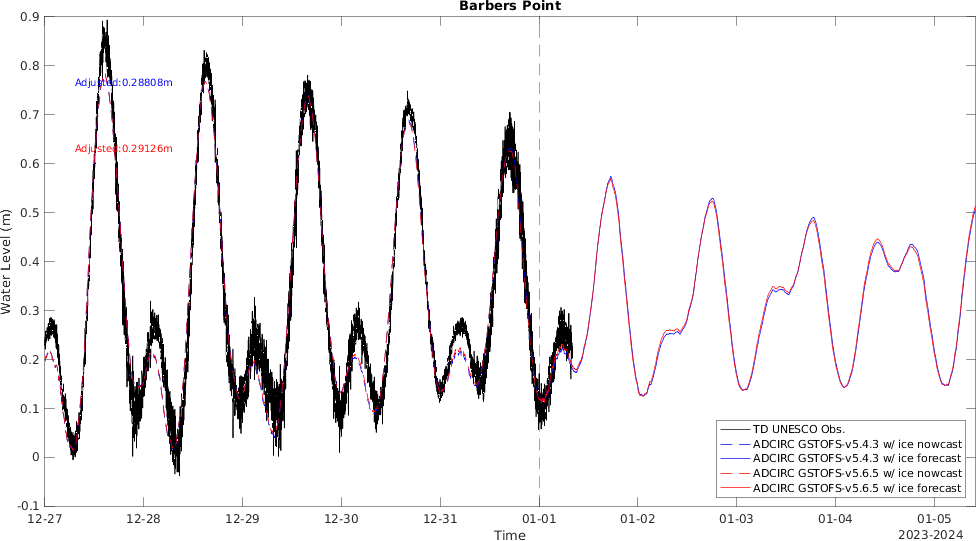 Barbers Point
0.9
0.8
0.7
0.6
0.5
0.4
0.3
0.2
0.1
0
-0.1
Water Level (m)
Adjusted:0.28808m
Adjusted:0.29126m
TD UNESCO Obs.
ADCIRC GSTOFS-v5.4.3 w/ ice nowcast
ADCIRC GSTOFS-v5.4.3 w/ ice forecast
ADCIRC GSTOFS-v5.6.5 w/ ice nowcast
ADCIRC GSTOFS-v5.6.5 w/ ice forecast
12-27 12-28 12-29 12-30 12-31 01-01 01-02 01-03 01-04 01-05
Time
2023-2024